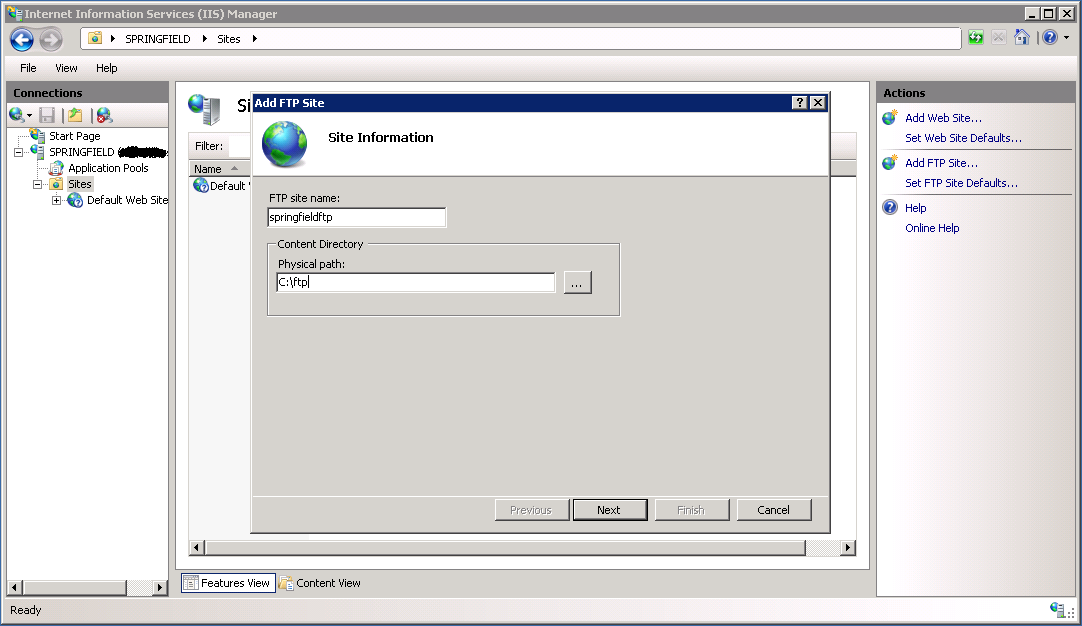 Internet Information Services (IIS) Manager
SPRINGFIELD Sites
File View Help
Connections
Start Page
SPRINGFIELD (
Application Pools
Sites
Default Web Site
Si
Filter:
Name
Default
Add FTP Site
Site Information
FTP site name:
springfieldftp
Content Directory
Physical path:
C:\ftp
...
Previous Next Finish Cancel
Features View Content View
Actions
Add Web Site...
Set Web Site Defaults...
Add FTP Site...
Set FTP Site Defaults...
Help
Online Help
Ready